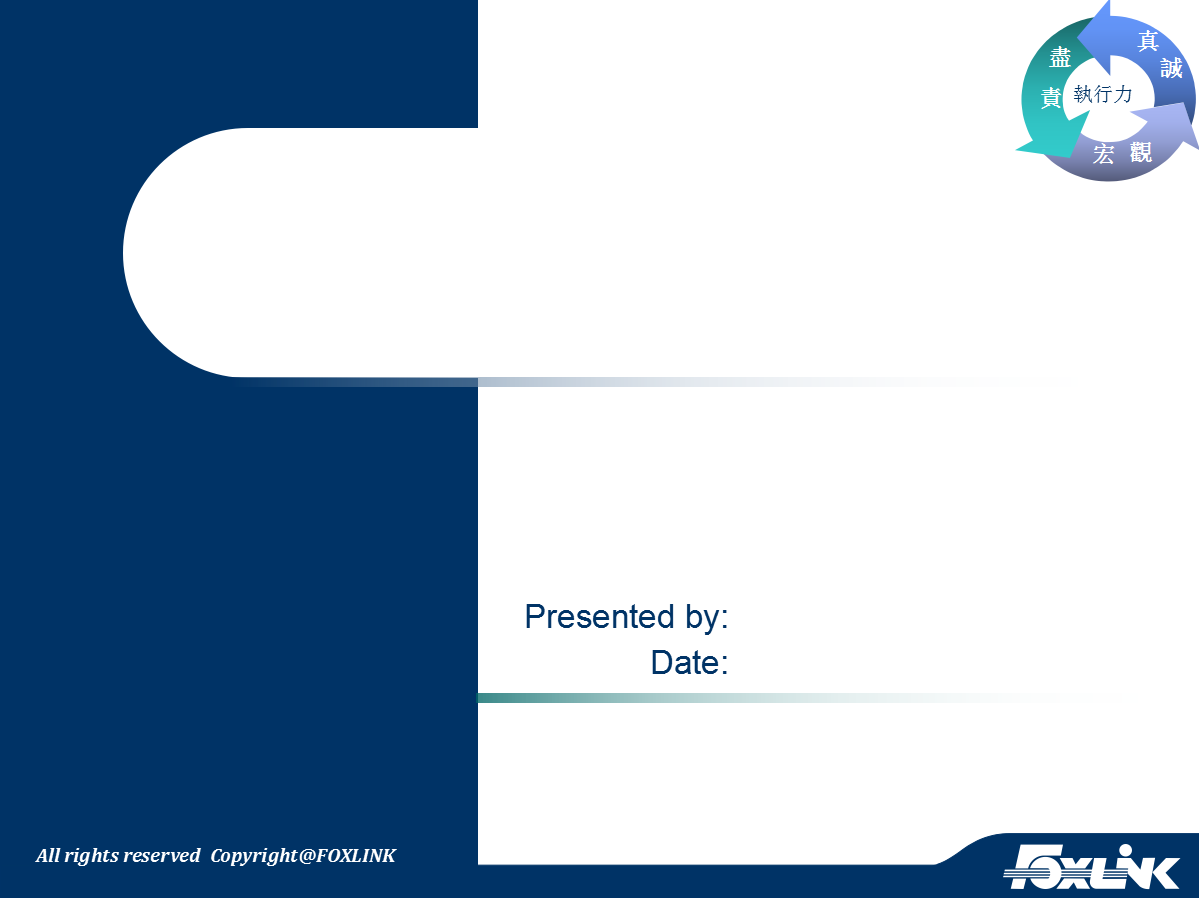 真誠
盡責
執行力
宏觀
Presented by:
Date:
All rights reserved  Copyright@FOXLINK
FOXLINK